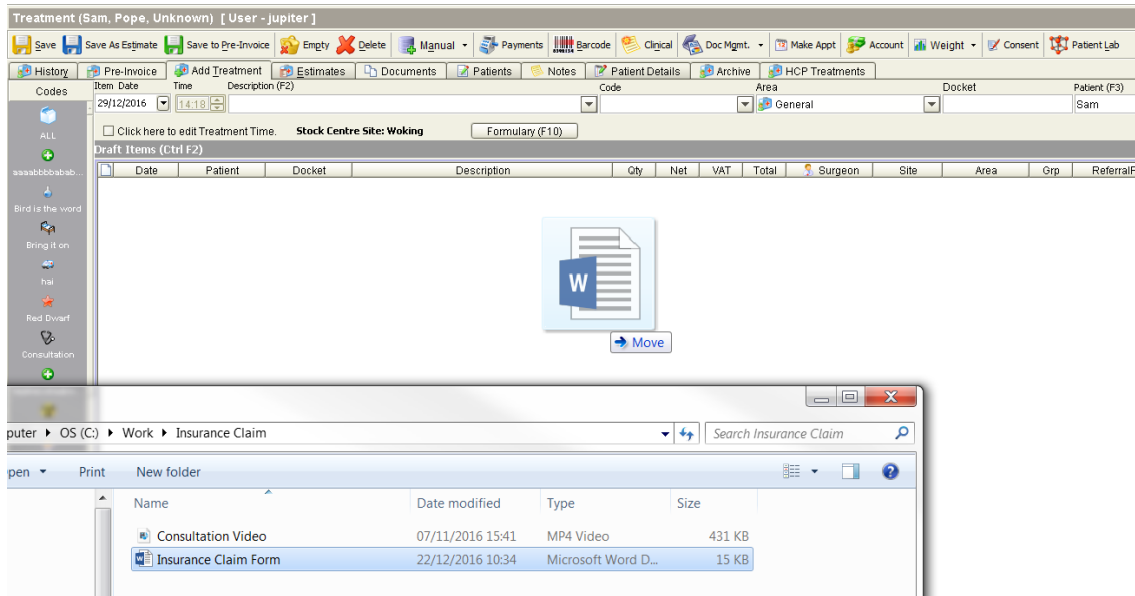 Treatment (Sam, Pope, Unknown) [ User - jupiter ]
Save Save As Estimate Save to Pre-Invoice Empty Delete Manual Payments Barcode Clinical Doc Mgmt. Make Appt Account Weight Consent Patient Lab
History Pre-Invoice Add Treatment Estimates Documents Patients Notes Patient Details Archive HCP Treatments
Codes Item Date Time Description (F2) Code Area Docket Patient (F3)
29/12/2016 14:18 General Sam
ALL Click here to edit Treatment Time. Stock Centre Site: Woking Formulary (F10)
Draft Items (Ctrl F2)
aaaabbbbabab... Date Patient Docket Description Qty Net VAT Total Surgeon Site Area Grp ReferralF
Bird is the word
Bring it on
hai
W
Red Dwarf
Move
Consultation
puter OS (C:) Work Insurance Claim Search Insurance Claim
pen Print New folder
Name Date modified Type Size
Consultation Video 07/11/2016 15:41 MP4 Video 431 KB
Insurance Claim Form 22/12/2016 10:34 Microsoft Word D... 15 KB